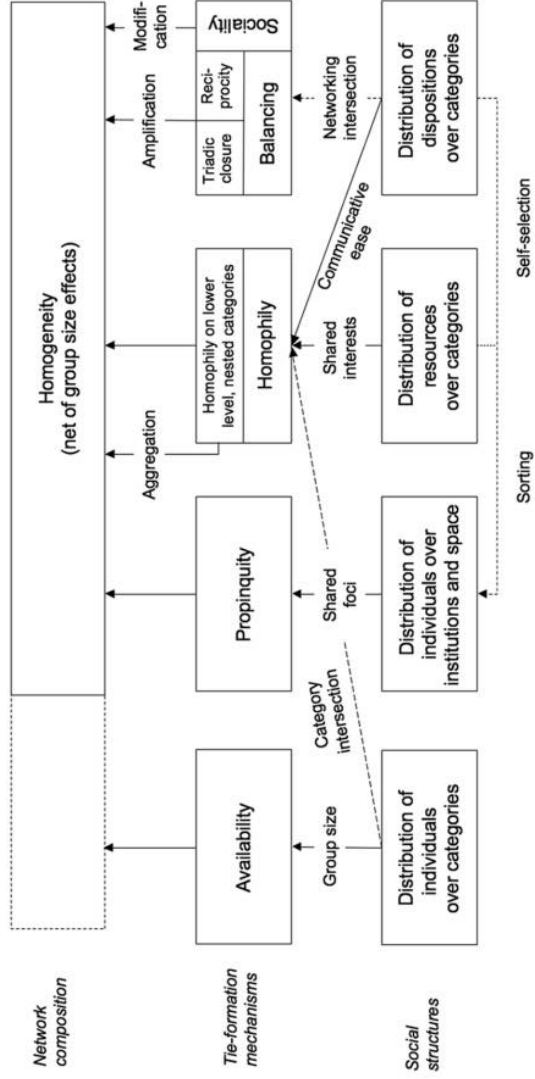 Network
composition
Homogeneity
(net of group size effects)
Aggregation
Amplification
Modifi-
cation
Tie-formation
mechanisms
Availability
Propinquity
Homophily on lower
level, nested categories
Homophily
Triadic
closure
Reci-
procity
Balancing
Sociality
Group size
Category
intersection
Shared
foci
Shared
interests
Communicative
ease
Networking
intersection
Social
structures
Distribution of
individuals
over categories
Distribution of
individuals over
institutions and space
Distribution of
resources
over categories
Distribution of
dispositions
over categories
Sorting
Self-selection